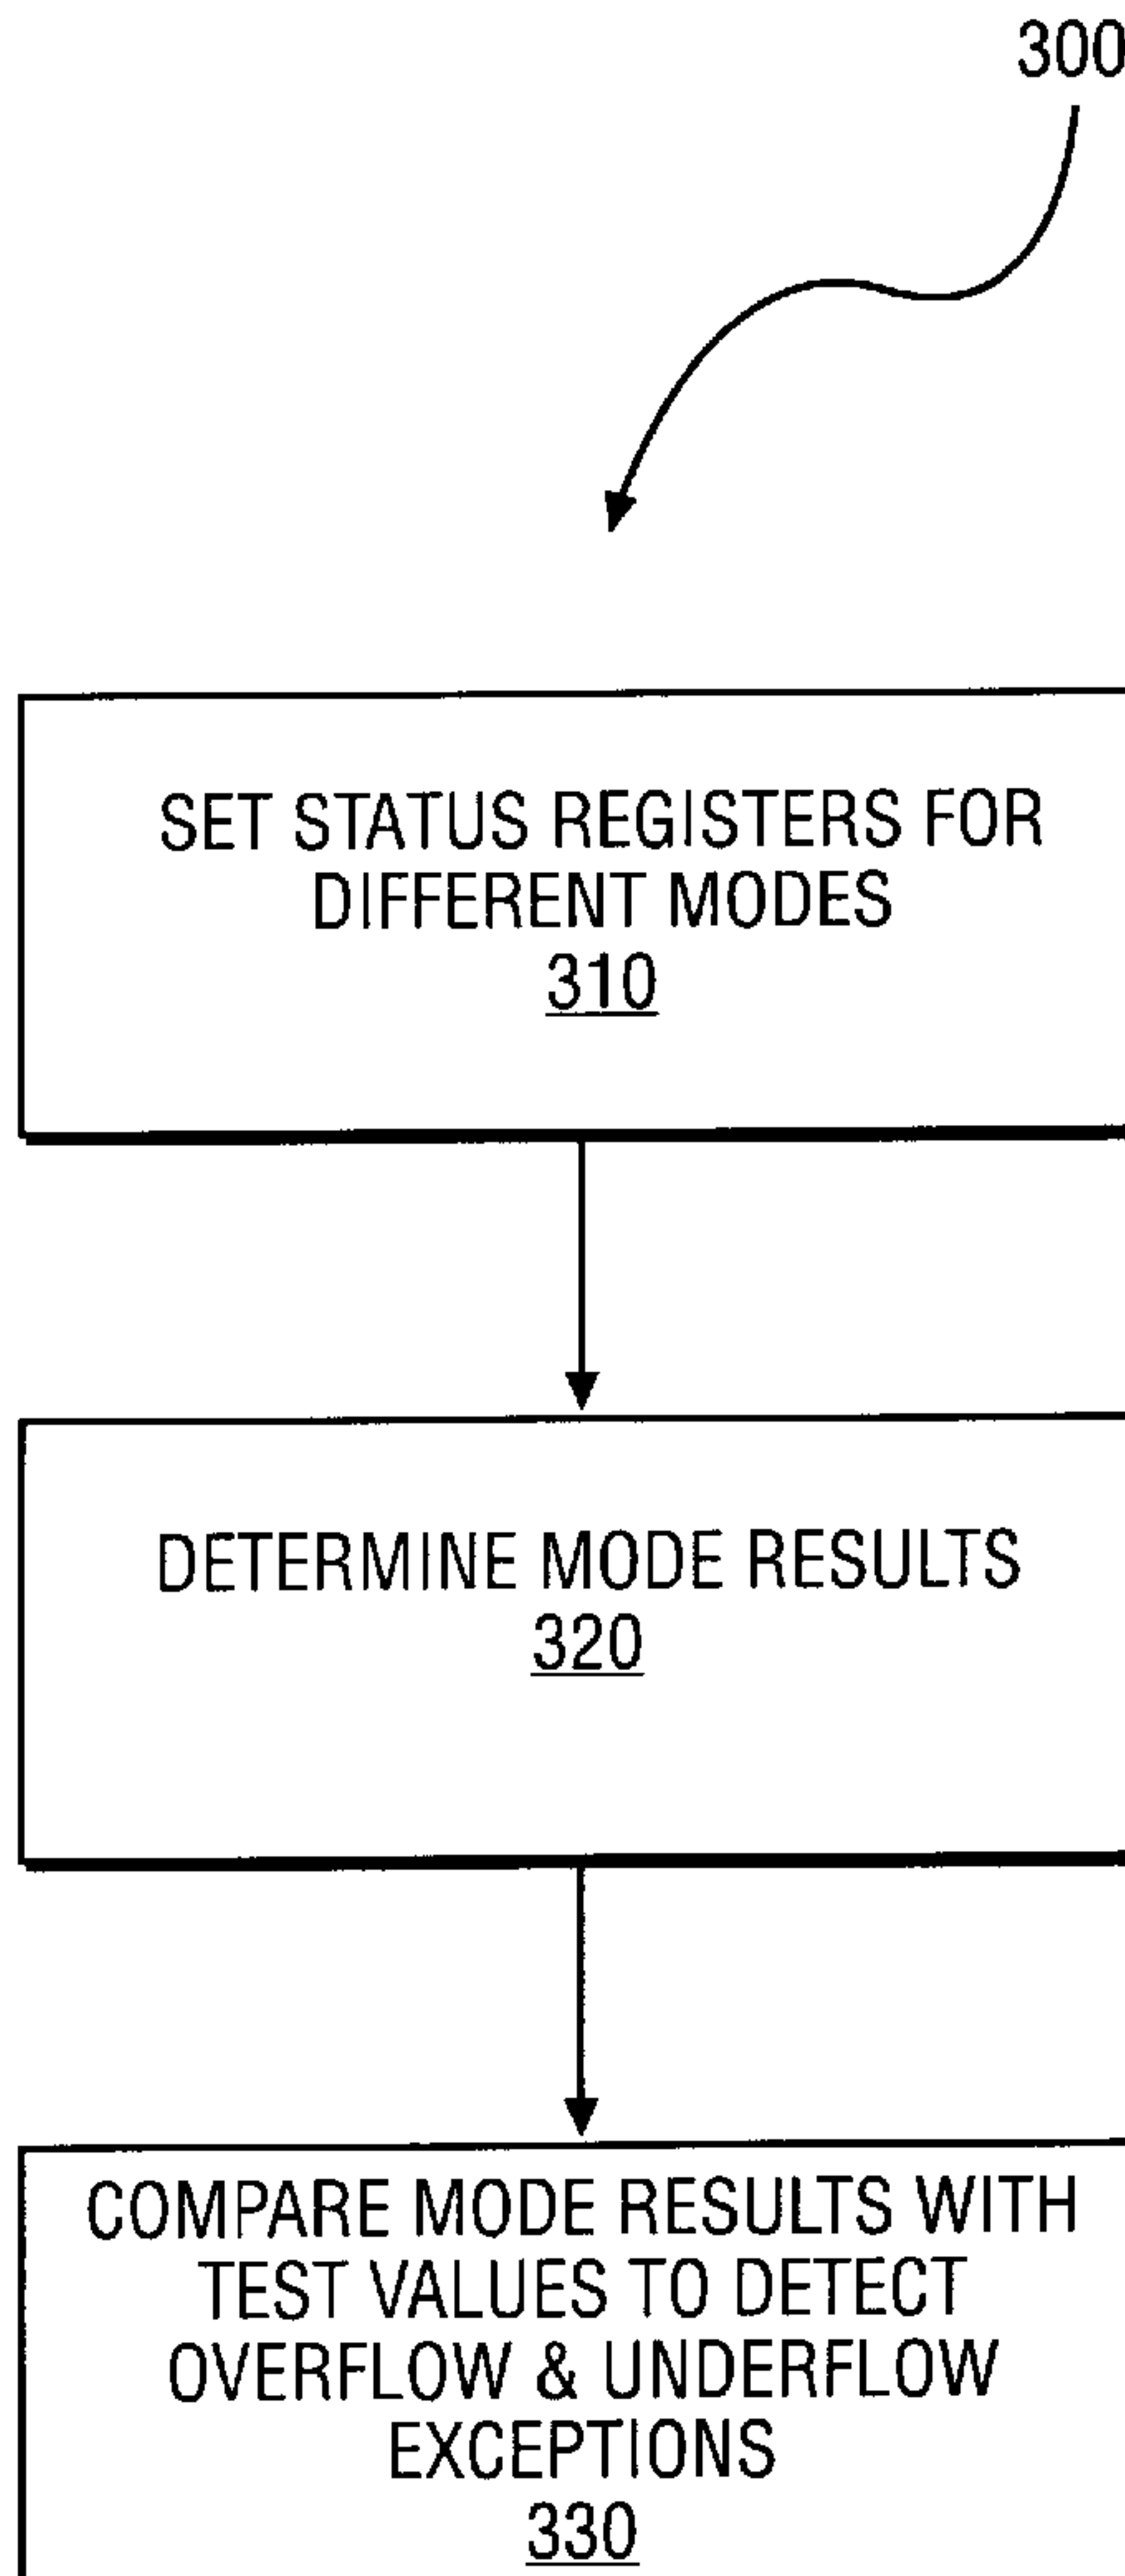 300
SET STATUS REGISTERS FOR
DIFFERENT MODES
310
DETERMINE MODE RESULTS
320
COMPARE MODE RESULTS WITH
TEST VALUES TO DETECT
OVERFLOW & UNDERFLOW
EXCEPTIONS
330